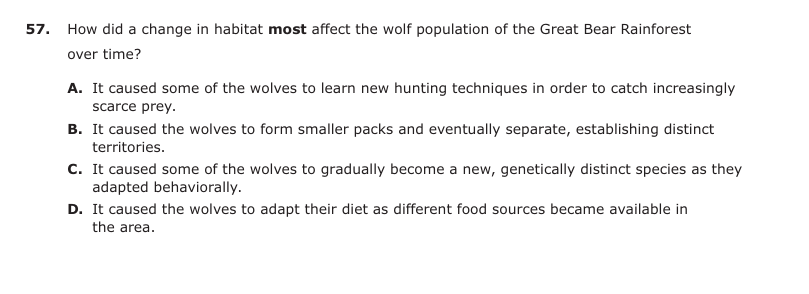 57. How did a change in habitat most affect the wolf population of the Great Bear Rainforest
over time?
A. It caused some of the wolves to learn new hunting techniques in order to catch increasingly
scarce prey.
B. It caused the wolves to form smaller packs and eventually separate, establishing distinct
territories.
C. It caused some of the wolves to gradually become a new, genetically distinct species as they
adapted behaviorally.
D. It caused the wolves to adapt their diet as different food sources became available in
the area.